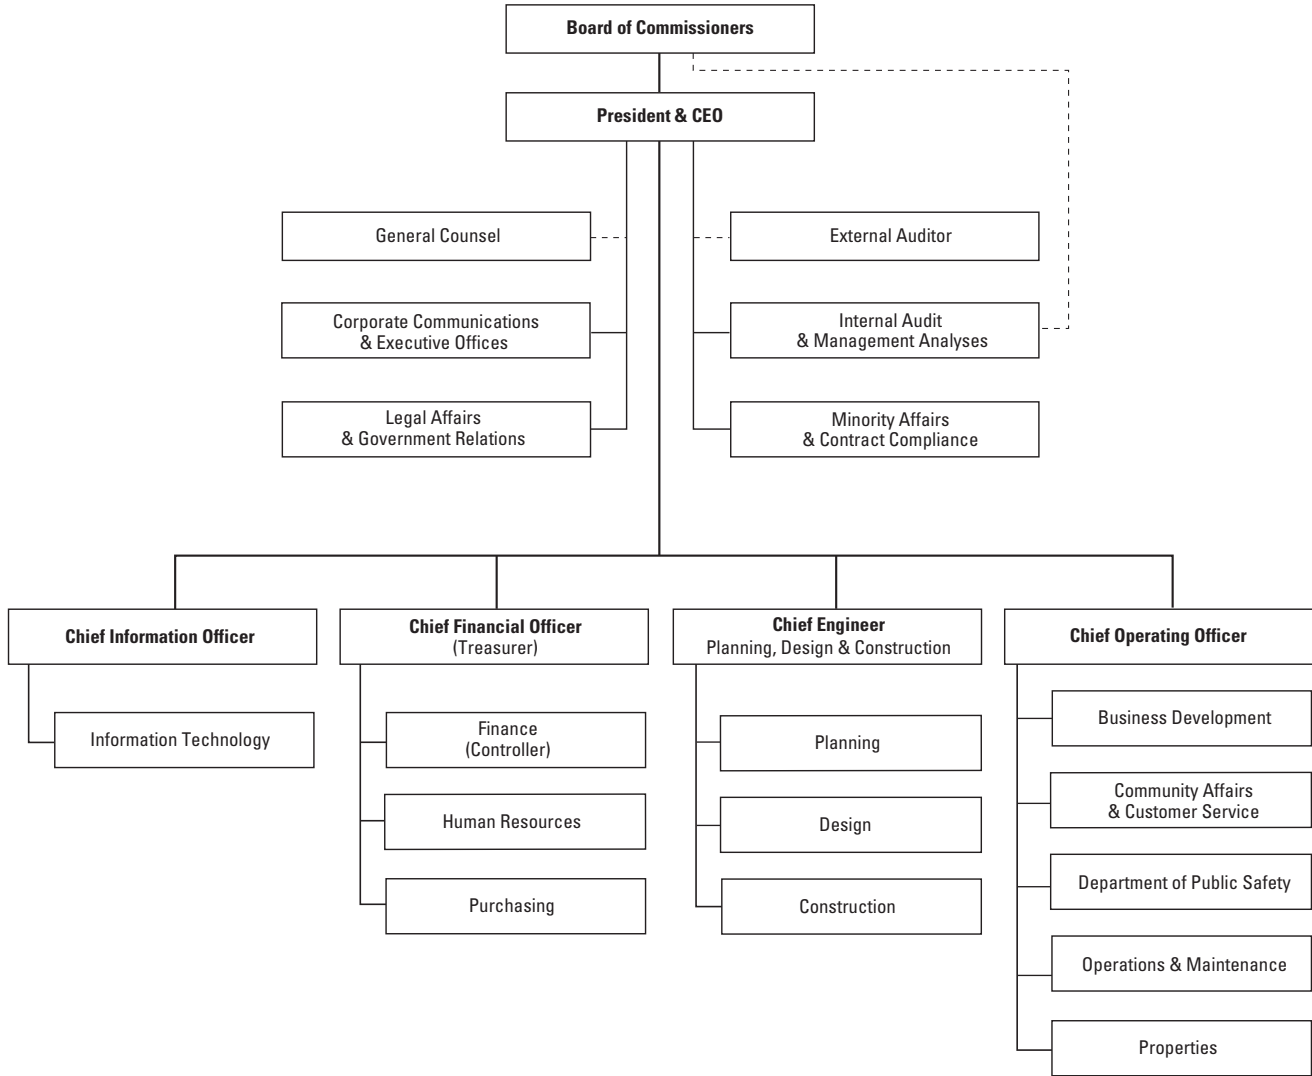 Board of Commissioners
President & CEO
General Counsel
External Auditor
Corporate Communications
& Executive Offices
Internal Audit
& Management Analyses
Legal Affairs
& Government Relations
Minority Affairs
& Contract Compliance
Chief Information Officer
Chief Financial Officer
(Treasurer)
Chief Engineer
Planning, Design & Construction
Chief Operating Officer
Information Technology
Finance
(Controller)
Human Resources
Purchasing
Planning
Design
Construction
Business Development
Community Affairs
& Customer Service
Department of Public Safety
Operations & Maintenance
Properties